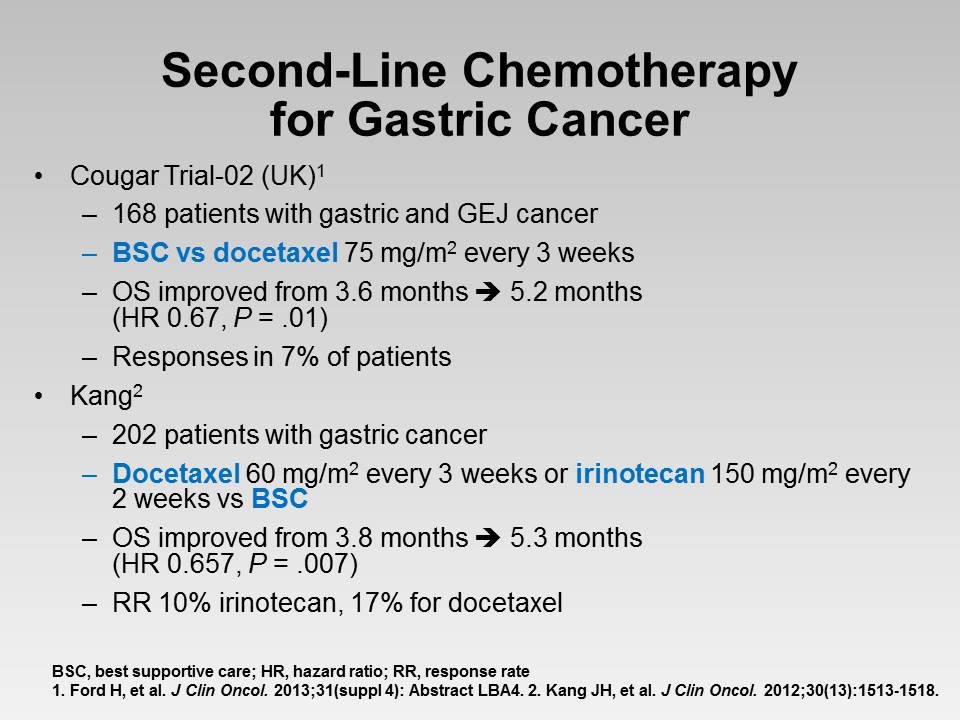 Second-Line Chemotherapy
for Gastric Cancer
• Cougar Trial-02 (UK)¹
– 168 patients with gastric and GEJ cancer
– BSC vs docetaxel 75 mg/m² every 3 weeks
– OS improved from 3.6 months ➔ 5.2 months
(HR 0.67, P = .01)
– Responses in 7% of patients
• Kang²
– 202 patients with gastric cancer
– Docetaxel 60 mg/m² every 3 weeks or irinotecan 150 mg/m² every
2 weeks vs BSC
– OS improved from 3.8 months ➔ 5.3 months
(HR 0.657, P = .007)
– RR 10% irinotecan, 17% for docetaxel
BSC, best supportive care; HR, hazard ratio; RR, response rate
1. Ford H, et al. J Clin Oncol. 2013;31(suppl 4): Abstract LBA4. 2. Kang JH, et al. J Clin Oncol. 2012;30(13):1513-1518.